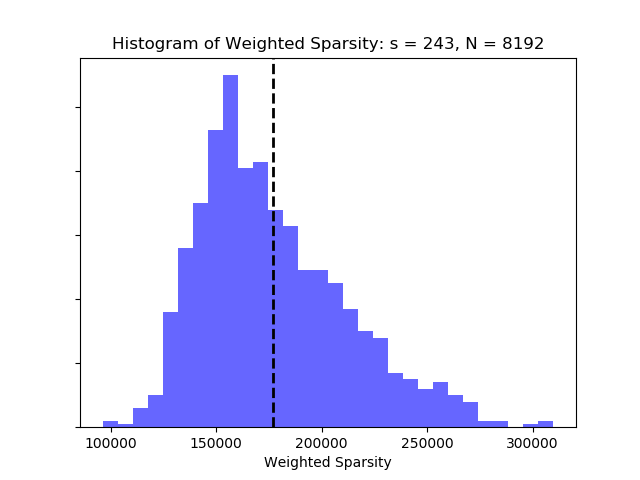 Histogram of Weighted Sparsity: s = 243, N = 8192
100000 150000 200000 250000 300000
Weighted Sparsity